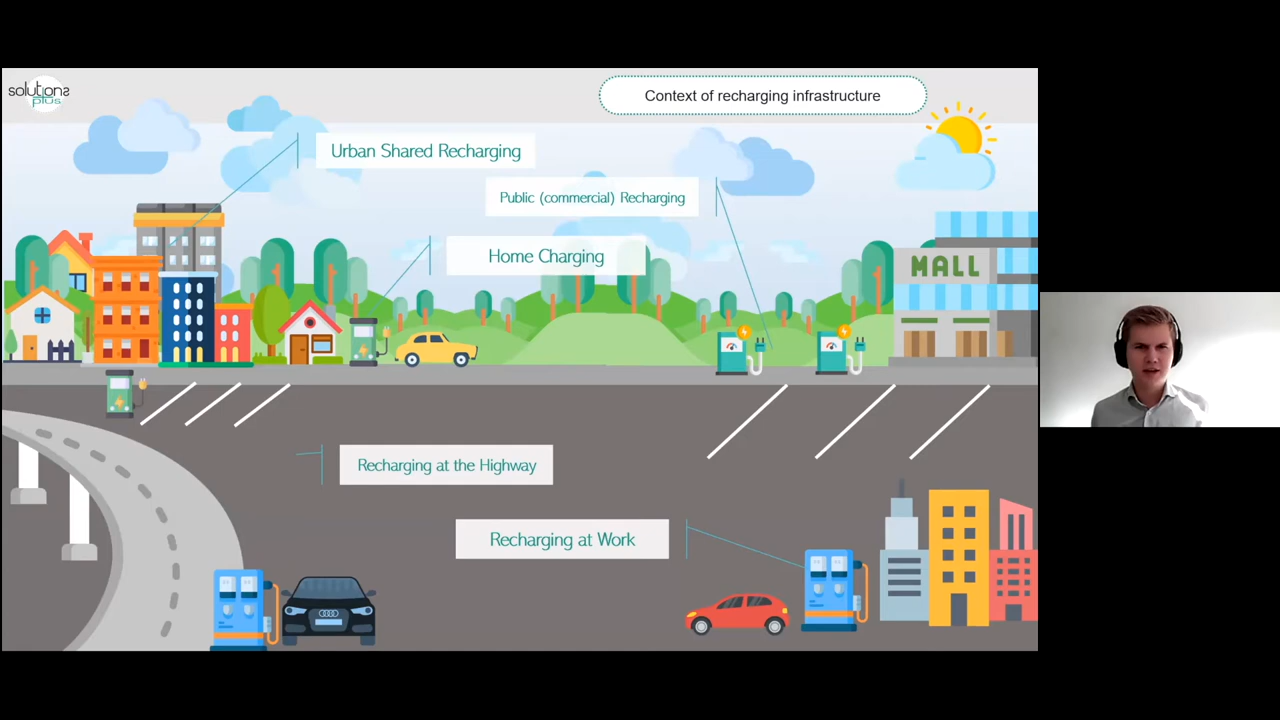 solutions
plus
Context of recharging infrastructure
Urban Shared Recharging
Public (commercial) Recharging
Home Charging
MALL
Recharging at the Highway
Recharging at Work